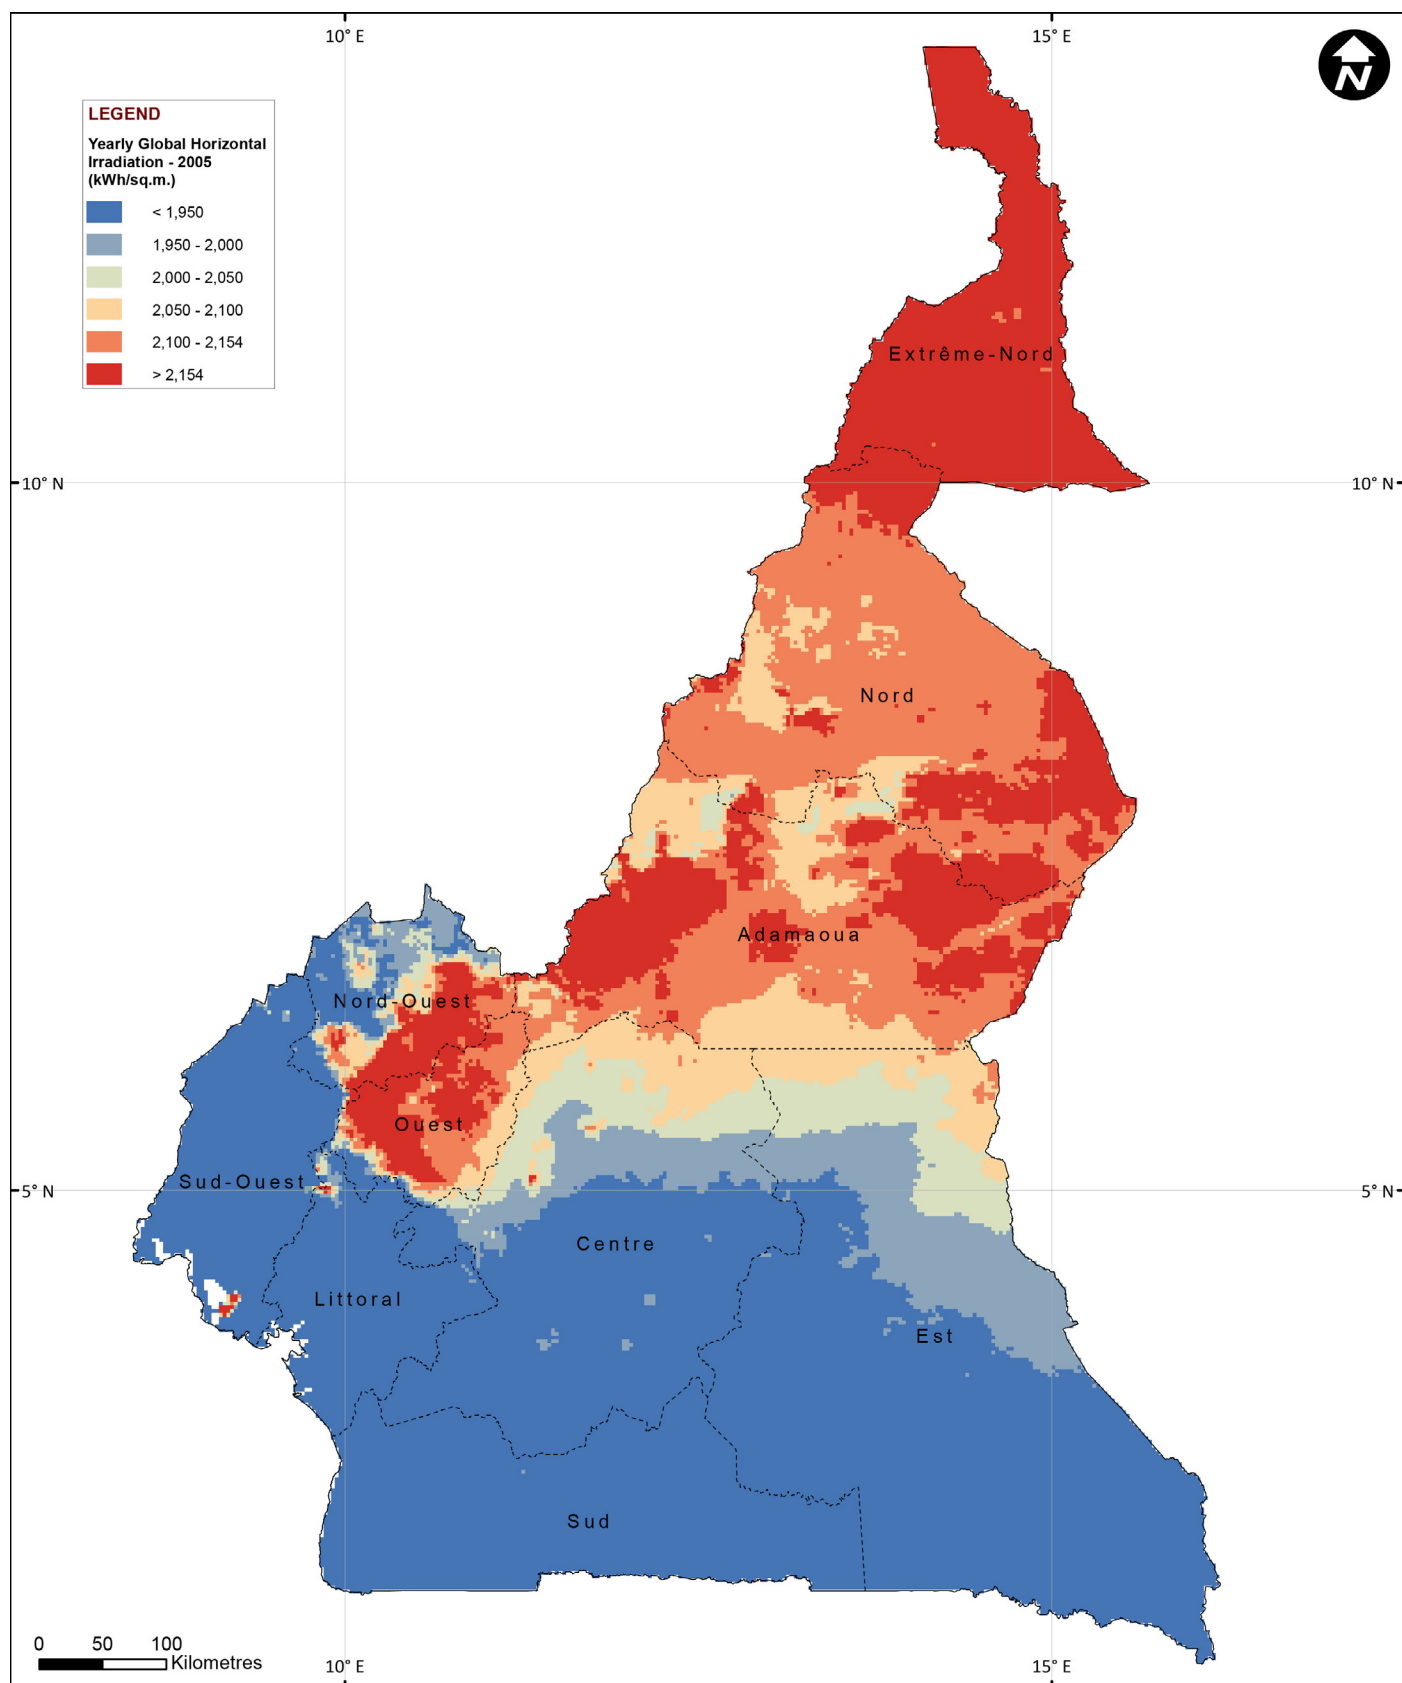 10° E
15° E
N
LEGEND
Yearly Global Horizontal
Irradiation - 2005
(kWh/sq.m.)
< 1,950
1,950 - 2,000
2,000 - 2,050
2,050 - 2,100
2,100 - 2,154
> 2,154
Extrême-Nord
10° N
10° N
Nord
Adamaoua
Nord-Ouest
Ouest
Sud-Ouest
5° N
5° N
Centre
Littoral
Est
Sud
0 50 100
Kilometres
10° E
15° E